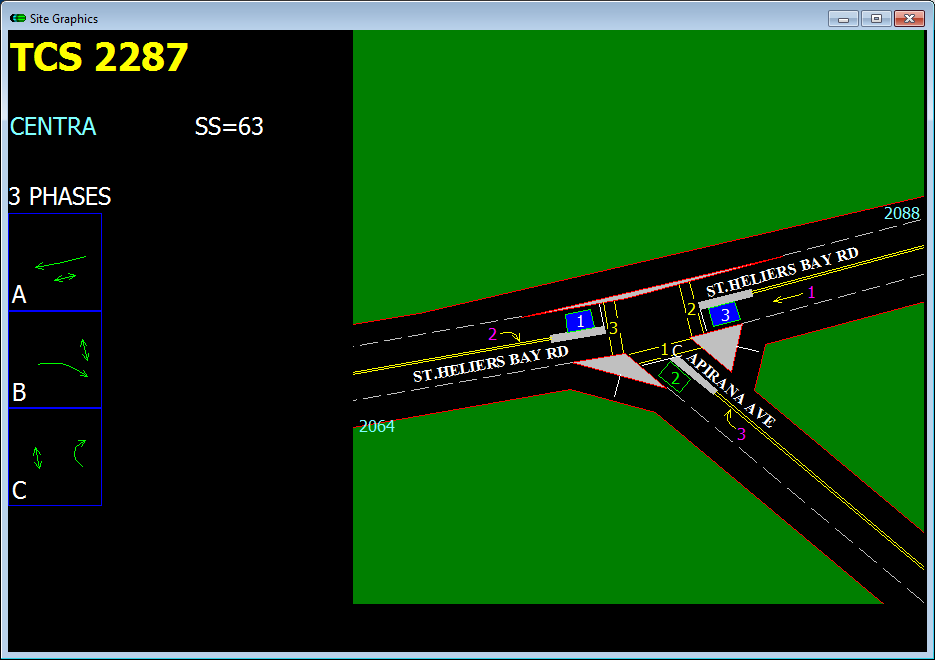 Site Graphics
TCS 2287
CENTRA SS=63
3 PHASES
A
B
C
2088
ST.HELIERS BAY RD
1
2
3
1
3
2
ST.HELIERS BAY RD
1 C
2
APIRANA AVE
3
2064